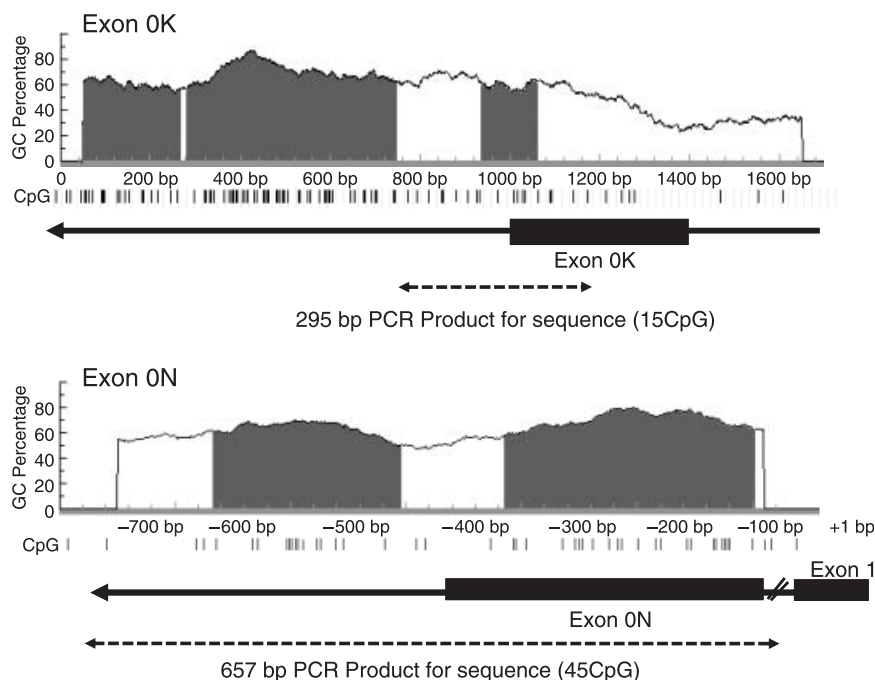 Exon 0K
GC Percentage
80
60
40
20
0
0 200 bp 400 bp 600 bp 800 bp 1000 bp 1200 bp 1400 bp 1600 bp
CpG
Exon 0K
295 bp PCR Product for sequence (15CpG)
Exon 0N
GC Percentage
80
60
40
20
0
−700 bp −600 bp −500 bp −400 bp −300 bp −200 bp −100 bp +1 bp
CpG
Exon 1
Exon 0N
657 bp PCR Product for sequence (45CpG)